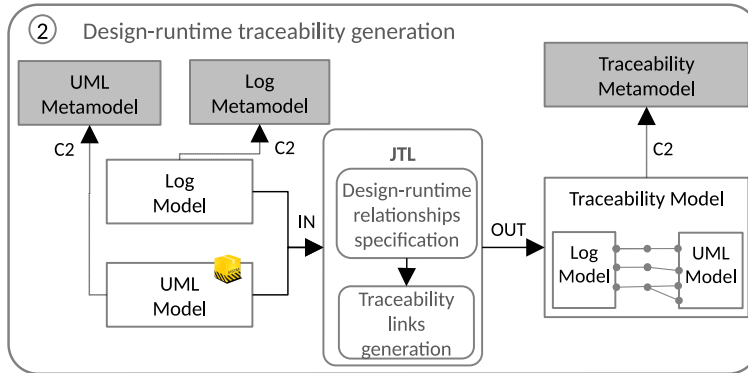 2 Design-runtime traceability generation
UML
Metamodel
Log
Metamodel
Traceability
Metamodel
C2
C2
C2
Log
Model
UML
Model
IN
JTL
Design-runtime
relationships
specification
Traceability
links
generation
OUT
Traceability Model
Log
Model
UML
Model